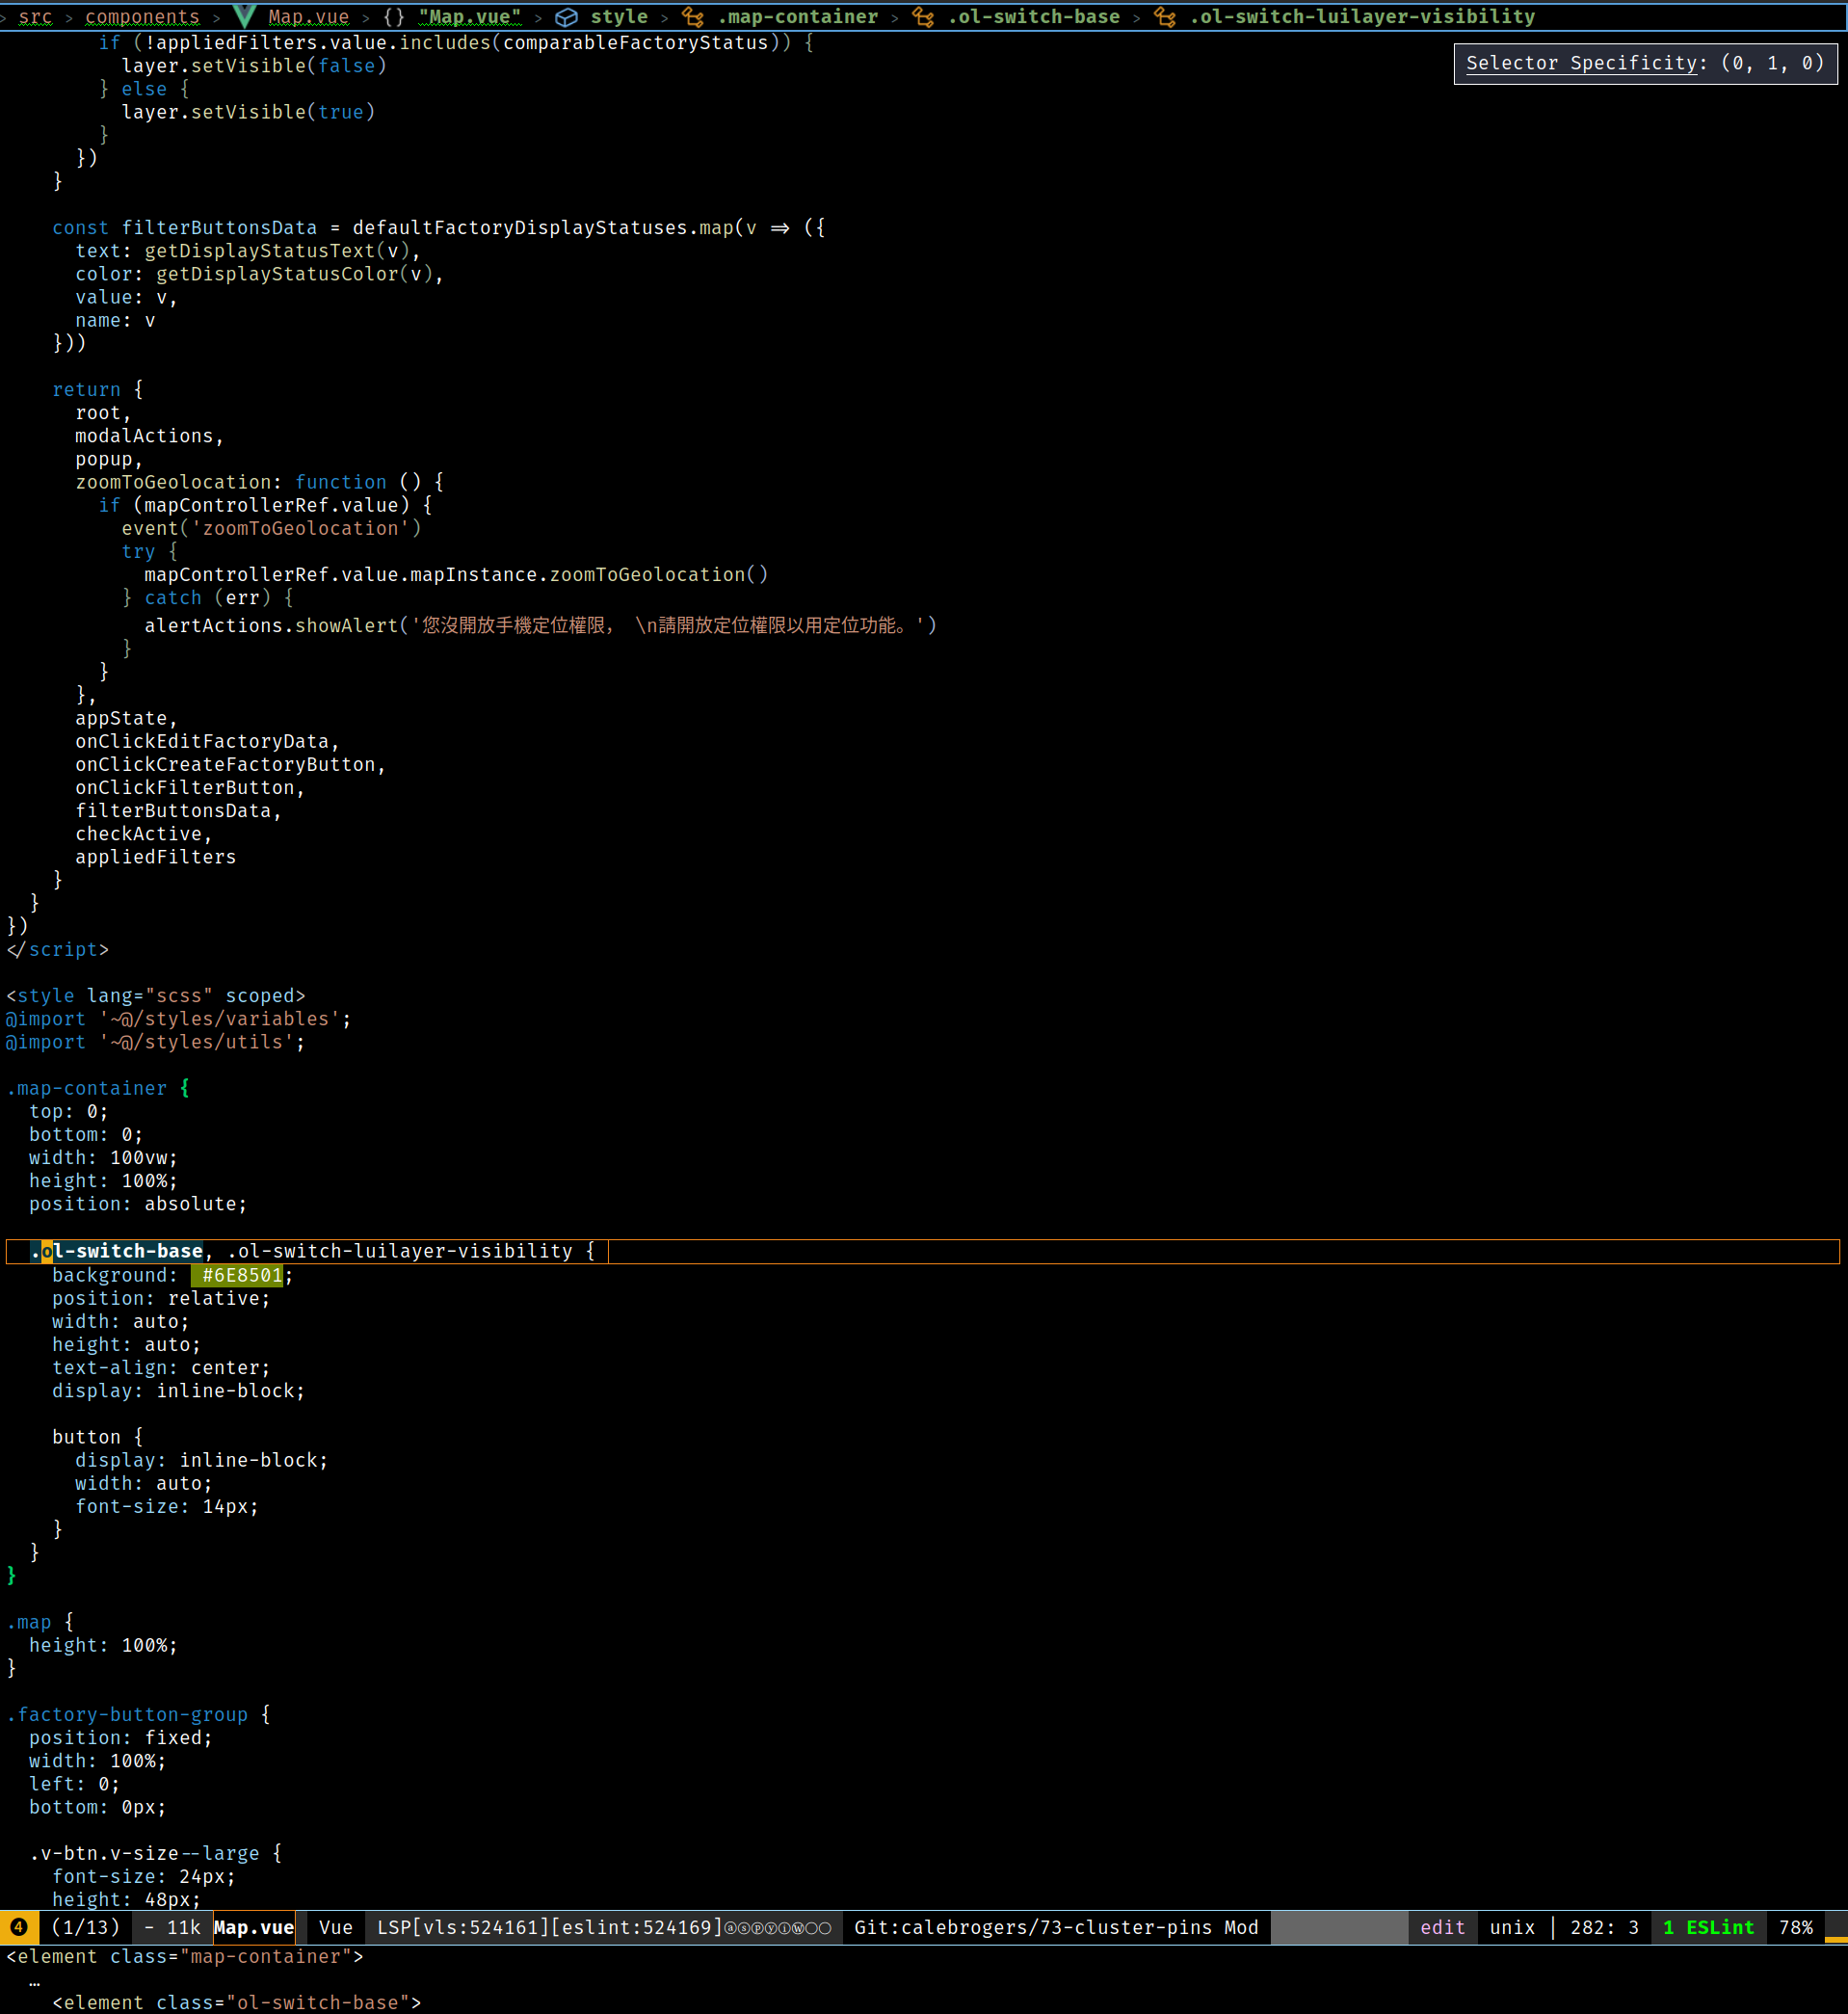 > src > components > Map.vue > {} "Map.vue" > style > .map-container > .ol-switch-base > .ol-switch-luilayer-visibility
        if (!appliedFilters.value.includes(comparableFactoryStatus)) {
Selector Specificity: (0, 1, 0)
          layer.setVisible(false)
        } else {
          layer.setVisible(true)
        }
      })
    }

    const filterButtonsData = defaultFactoryDisplayStatuses.map(v => ({
      text: getDisplayStatusText(v),
      color: getDisplayStatusColor(v),
      value: v,
      name: v
    }))

    return {
      root,
      modalActions,
      popup,
      zoomToGeolocation: function () {
        if (mapControllerRef.value) {
          event('zoomToGeolocation')
          try {
            mapControllerRef.value.mapInstance.zoomToGeolocation()
          } catch (err) {
            alertActions.showAlert('您沒開放手機定位權限， \n請開放定位權限以用定位功能。')
          }
        }
      },
      appState,
      onClickEditFactoryData,
      onClickCreateFactoryButton,
      onClickFilterButton,
      filterButtonsData,
      checkActive,
      appliedFilters
    }
  }
})
</script>

<style lang="scss" scoped>
@import '~@/styles/variables';
@import '~@/styles/utils';

.map-container {
  top: 0;
  bottom: 0;
  width: 100vw;
  height: 100%;
  position: absolute;

  .ol-switch-base, .ol-switch-luilayer-visibility {
    background: #6E8501;
    position: relative;
    width: auto;
    height: auto;
    text-align: center;
    display: inline-block;

    button {
      display: inline-block;
      width: auto;
      font-size: 14px;
    }
  }
}

.map {
  height: 100%;
}

.factory-button-group {
  position: fixed;
  width: 100%;
  left: 0;
  bottom: 0px;

  .v-btn.v-size--large {
    font-size: 24px;
    height: 48px;
❹ (1/13) - 11k Map.vue Vue LSP[vls:524161][eslint:524169]ⓐⓢⓟⓨⓘⓦ◯◯ Git:calebrogers/73-cluster-pins Mod edit unix | 282: 3 1 ESLint 78%
<element class="map-container">
  …
    <element class="ol-switch-base">